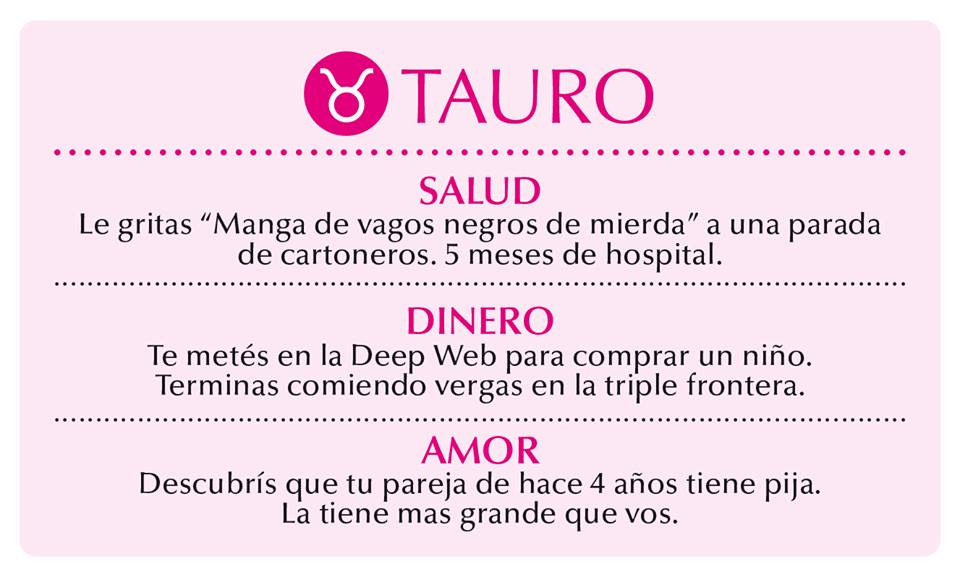 TAURO
SALUD
Le gritas “Manga de vagos negros de mierda” a una parada
de cartoneros. 5 meses de hospital.
DINERO
Te metés en la Deep Web para comprar un niño.
Terminas comiendo vergas en la triple frontera.
AMOR
Descubrís que tu pareja de hace 4 años tiene pija.
La tiene mas grande que vos.